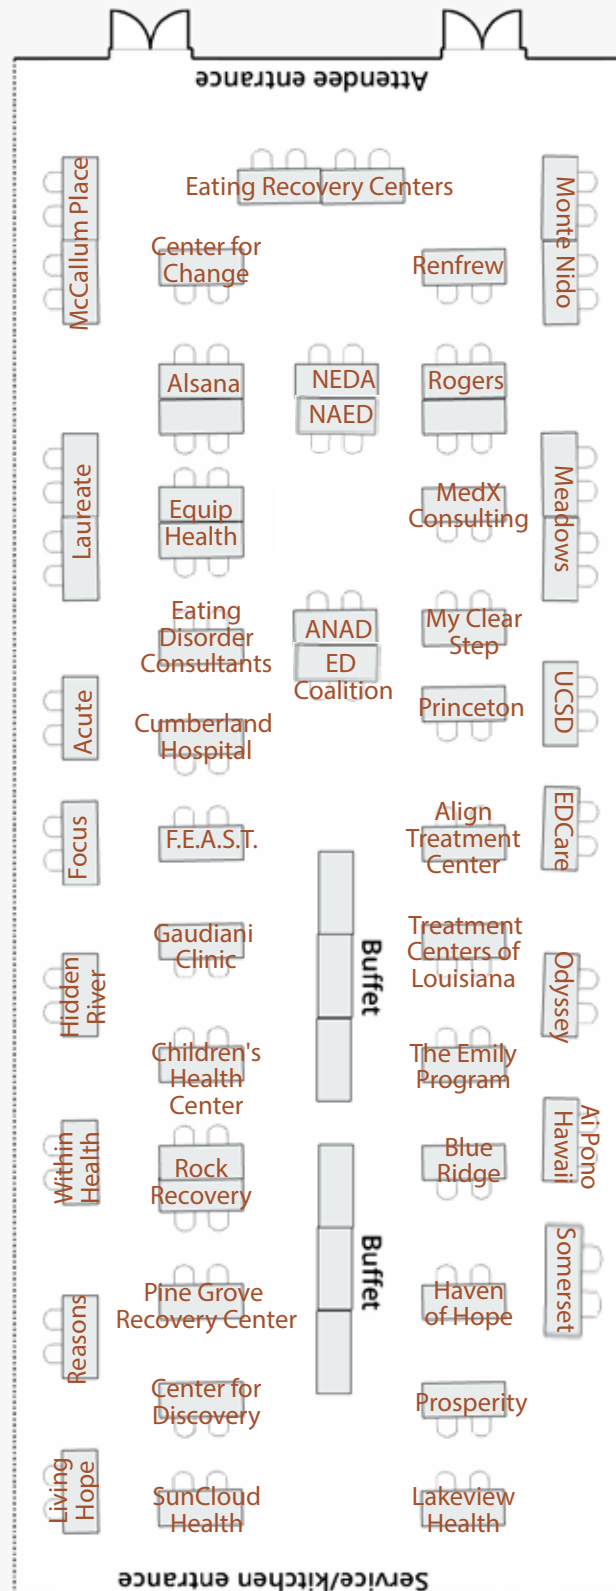 Attendee entrance
Eating Recovery Centers
McCallum Place
Center for
Change
Renfrew
Monte Nido
Alsana
NEDA
NAED
Rogers
Laureate
Equip
Health
MedX
Consulting
Meadows
Eating
Disorder
Consultants
ANAD
ED
Coalition
My Clear
Step
Acute
Cumberland
Hospital
Princeton
UCSD
Focus
F.E.A.S.T.
Align
Treatment
Center
EDCare
Gaudiani
Clinic
Buffet
Treatment
Centers of
Louisiana
Hidden
River
Odyssey
Children's
Health
Center
The Emily
Program
Within
Health
Rock
Recovery
Blue
Ridge
Ai Pono
Hawaii
Pine Grove
Recovery Center
Buffet
Haven
of Hope
Somerset
Reasons
Center for
Discovery
Prosperity
Living
Hope
SunCloud
Health
Lakeview
Health
Service/kitchen entrance